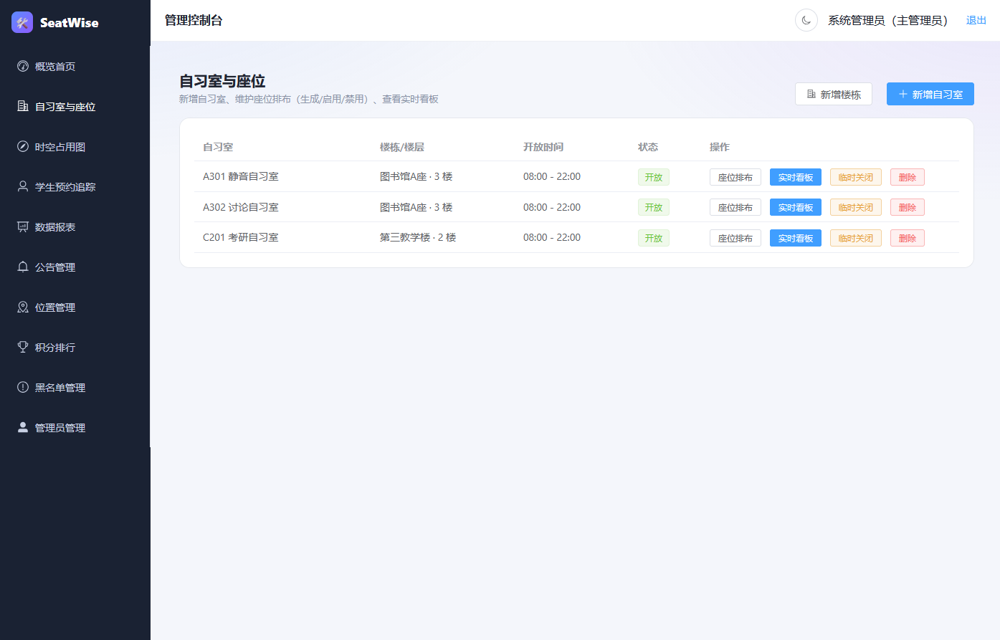 SeatWise
管理控制台
系统管理员（主管理员）
退出
概览首页
自习室与座位
时空占用图
学生预约追踪
数据报表
公告管理
位置管理
积分排行
黑名单管理
管理员管理
自习室与座位
新增自习室、维护座位排布（生成/启用/禁用）、查看实时看板
新增楼栋
新增自习室
自习室 楼栋/楼层 开放时间 状态 操作
A301 静音自习室 图书馆A座 · 3 楼 08:00 - 22:00 开放 座位排布 实时看板 临时关闭 删除
A302 讨论自习室 图书馆A座 · 3 楼 08:00 - 22:00 开放 座位排布 实时看板 临时关闭 删除
C201 考研自习室 第三教学楼 · 2 楼 08:00 - 22:00 开放 座位排布 实时看板 临时关闭 删除